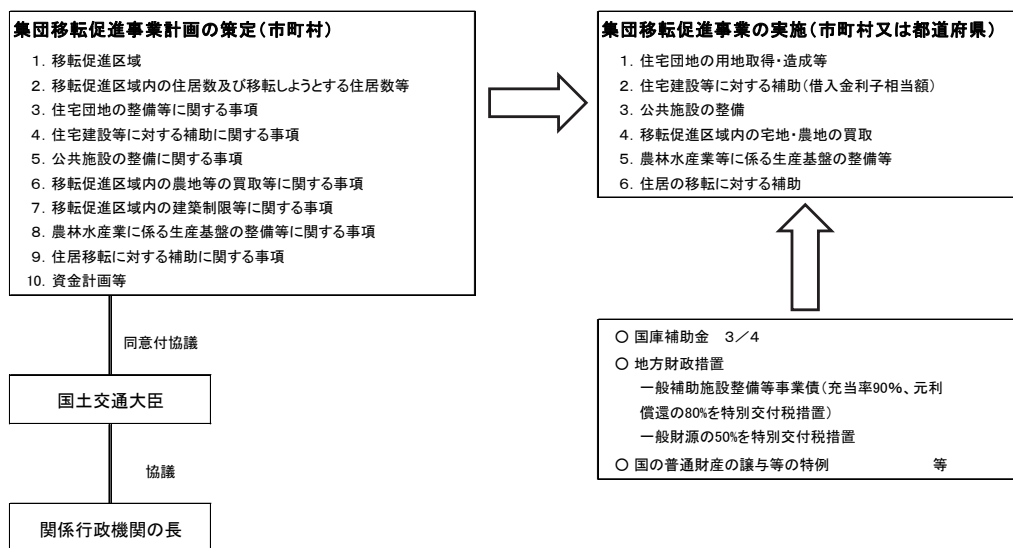 集団移転促進事業計画の策定（市町村）
1. 移転促進区域
2. 移転促進区域内の住居数及び移転しようとする住居数等
3. 住宅団地の整備等に関する事項
4. 住宅建設等に対する補助に関する事項
5. 公共施設の整備に関する事項
6. 移転促進区域内の農地等の買取等に関する事項
7. 移転促進区域内の建築制限等に関する事項
8. 農林水産業に係る生産基盤の整備等に関する事項
9. 住居移転に対する補助に関する事項
10. 資金計画等
同意付協議
国土交通大臣
協議
関係行政機関の長
集団移転促進事業の実施（市町村又は都道府県）
1. 住宅団地の用地取得・造成等
2. 住宅建設等に対する補助（借入金利子相当額）
3. 公共施設の整備
4. 移転促進区域内の宅地・農地の買取
5. 農林水産業等に係る生産基盤の整備等
6. 住居の移転に対する補助
○ 国庫補助金　３／４
○ 地方財政措置
一般補助施設整備等事業債（充当率90％、元利
償還の80％を特別交付税措置）
一般財源の50％を特別交付税措置
○ 国の普通財産の譲与等の特例　　　　　等